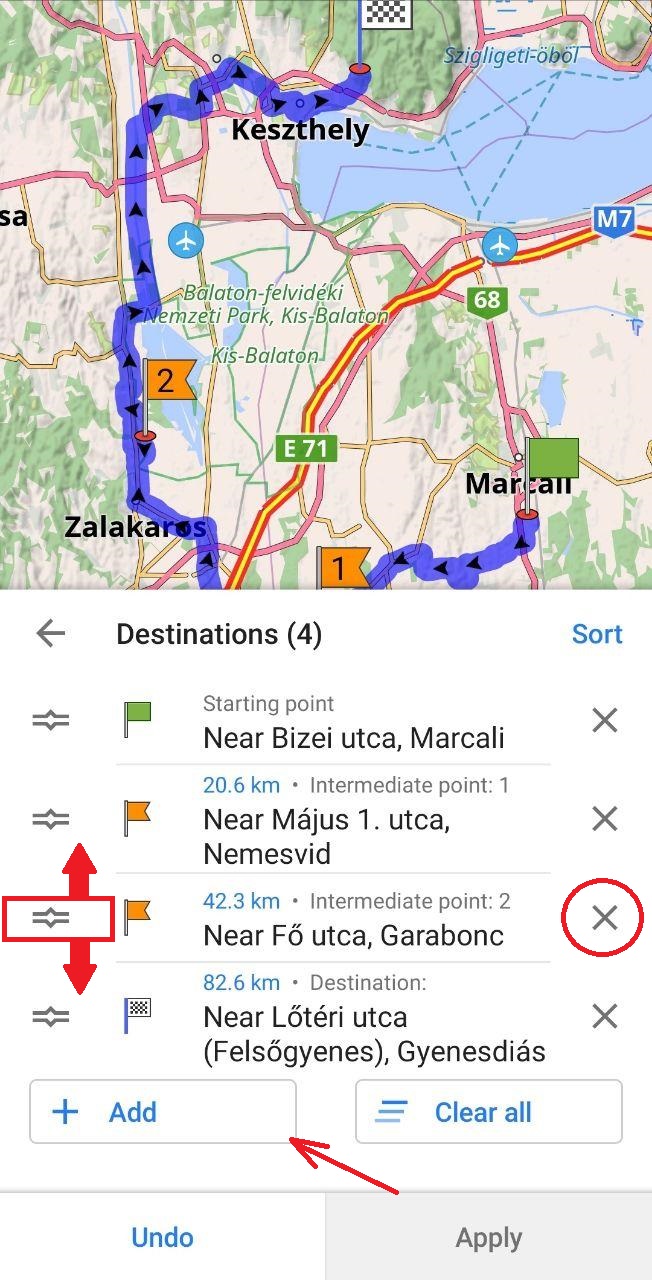 Szigligeti-öböl
Keszthely
sa
M7
Balaton-felvidéki
Nemzeti Park, Kis-Balaton
68
Kis-Balaton
2
E 71
Marcali
Zalakaros
1
Destinations (4)
Sort
Starting point
Near Bizei utca, Marcali
20.6 km • Intermediate point: 1
Near Május 1. utca,
Nemesvid
42.3 km • Intermediate point: 2
Near Fő utca, Garabonc
82.6 km • Destination:
Near Lőtéri utca
(Felsőgyenes), Gyenesdiás
Add
Clear all
Undo
Apply